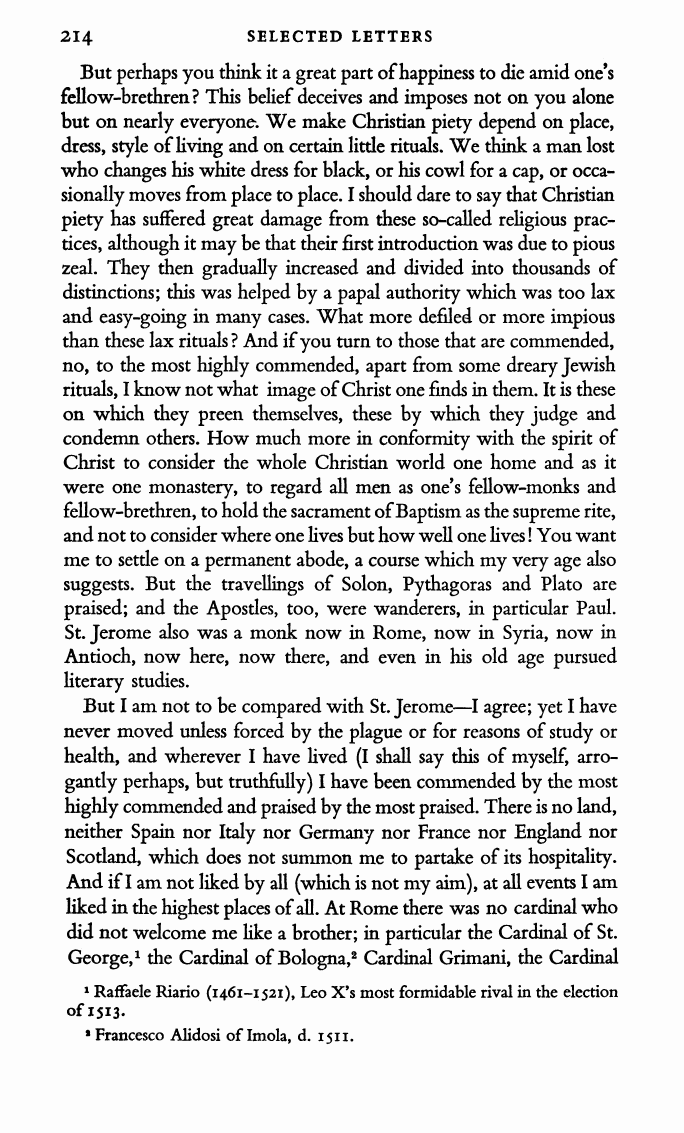 214 SELECTED LETTERS
But perhaps you think it a great part of happiness to die amid one's
fellow-brethren? This belief deceives and imposes not on you alone
but on nearly everyone. We make Christian piety depend on place,
dress, style of living and on certain little rituals. We think a man lost
who changes his white dress for black, or his cowl for a cap, or occa-
sionally moves from place to place. I should dare to say that Christian
piety has suffered great damage from these so-called religious prac-
tices, although it may be that their first introduction was due to pious
zeal. They then gradually increased and divided into thousands of
distinctions; this was helped by a papal authority which was too lax
and easy-going in many cases. What more defiled or more impious
than these lax rituals? And if you turn to those that are commended,
no, to the most highly commended, apart from some dreary Jewish
rituals, I know not what image of Christ one finds in them. It is these
on which they preen themselves, these by which they judge and
condemn others. How much more in conformity with the spirit of
Christ to consider the whole Christian world one home and as it
were one monastery, to regard all men as one's fellow-monks and
fellow-brethren, to hold the sacrament of Baptism as the supreme rite,
and not to consider where one lives but how well one lives! You want
me to settle on a permanent abode, a course which my very age also
suggests. But the travellings of Solon, Pythagoras and Plato are
praised; and the Apostles, too, were wanderers, in particular Paul.
St. Jerome also was a monk now in Rome, now in Syria, now in
Antioch, now here, now there, and even in his old age pursued
literary studies.
But I am not to be compared with St. Jerome—I agree; yet I have
never moved unless forced by the plague or for reasons of study or
health, and wherever I have lived (I shall say this of myself, arro-
gantly perhaps, but truthfully) I have been commended by the most
highly commended and praised by the most praised. There is no land,
neither Spain nor Italy nor Germany nor France nor England nor
Scotland, which does not summon me to partake of its hospitality.
And if I am not liked by all (which is not my aim), at all events I am
liked in the highest places of all. At Rome there was no cardinal who
did not welcome me like a brother; in particular the Cardinal of St.
George,¹ the Cardinal of Bologna,² Cardinal Grimani, the Cardinal
¹ Raffaele Riario (1461–1521), Leo X's most formidable rival in the election
of 1513.
² Francesco Alidosi of Imola, d. 1511.